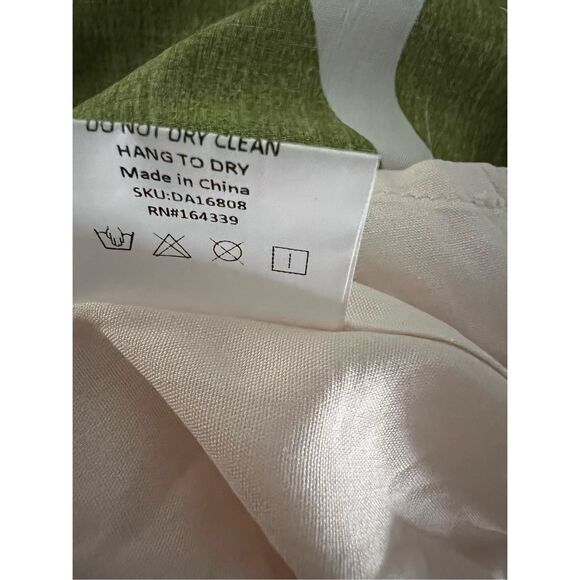 DO NOT DRY CLEAN
HANG TO DRY
Made in China
SKU:DA16808
RN#164339